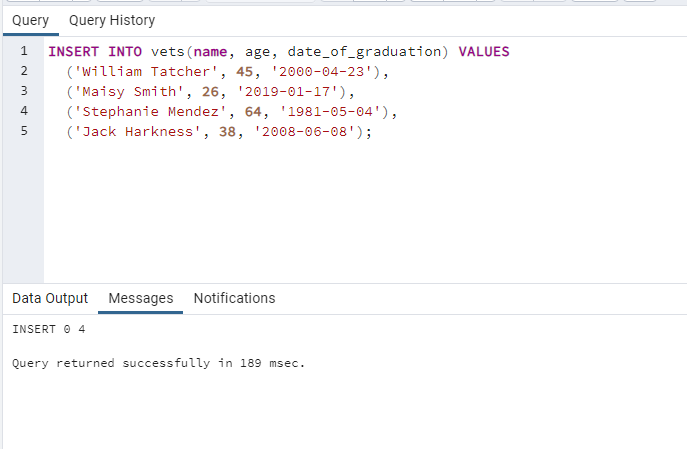 Query Query History
1 INSERT INTO vets(name, age, date_of_graduation) VALUES
2 ('William Tatcher', 45, '2000-04-23'),
3 ('Maisy Smith', 26, '2019-01-17'),
4 ('Stephanie Mendez', 64, '1981-05-04'),
5 ('Jack Harkness', 38, '2008-06-08');
Data Output Messages Notifications
INSERT 0 4
Query returned successfully in 189 msec.